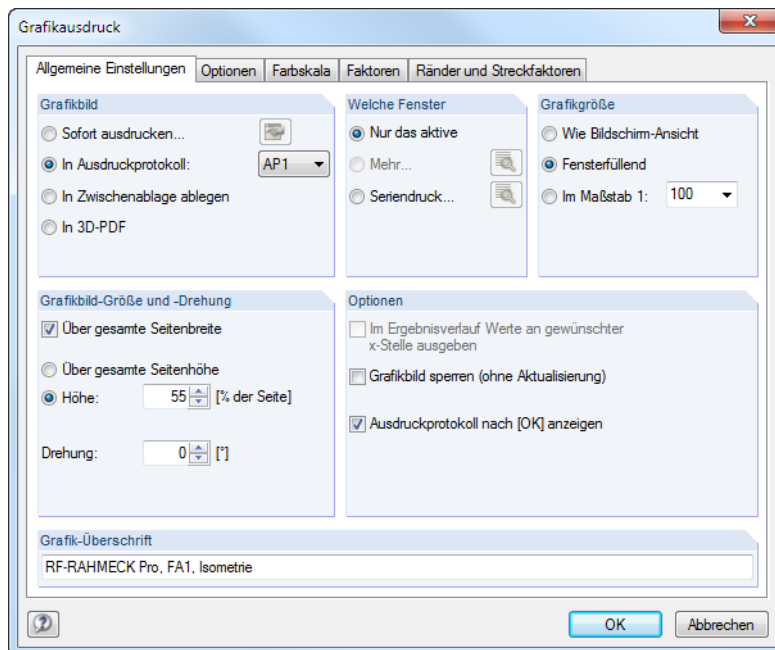 Grafikausdruck
Allgemeine Einstellungen
Optionen
Farbskala
Faktoren
Ränder und Streckfaktoren
Grafikbild
Sofort ausdrucken...
In Ausdruckprotokoll:
AP1
In Zwischenablage ablegen
In 3D-PDF
Welche Fenster
Nur das aktive
Mehr...
Seriendruck...
Grafikgröße
Wie Bildschirm-Ansicht
Fensterfüllend
Im Maßstab 1:
100
Grafikbild-Größe und -Drehung
Über gesamte Seitenbreite
Über gesamte Seitenhöhe
Höhe:
55
[% der Seite]
Drehung:
0
[°]
Optionen
Im Ergebnisverlauf Werte an gewünschter
x-Stelle ausgeben
Grafikbild sperren (ohne Aktualisierung)
Ausdruckprotokoll nach [OK] anzeigen
Grafik-Überschrift
RF-RAHMECK Pro, FA1, Isometrie
OK
Abbrechen